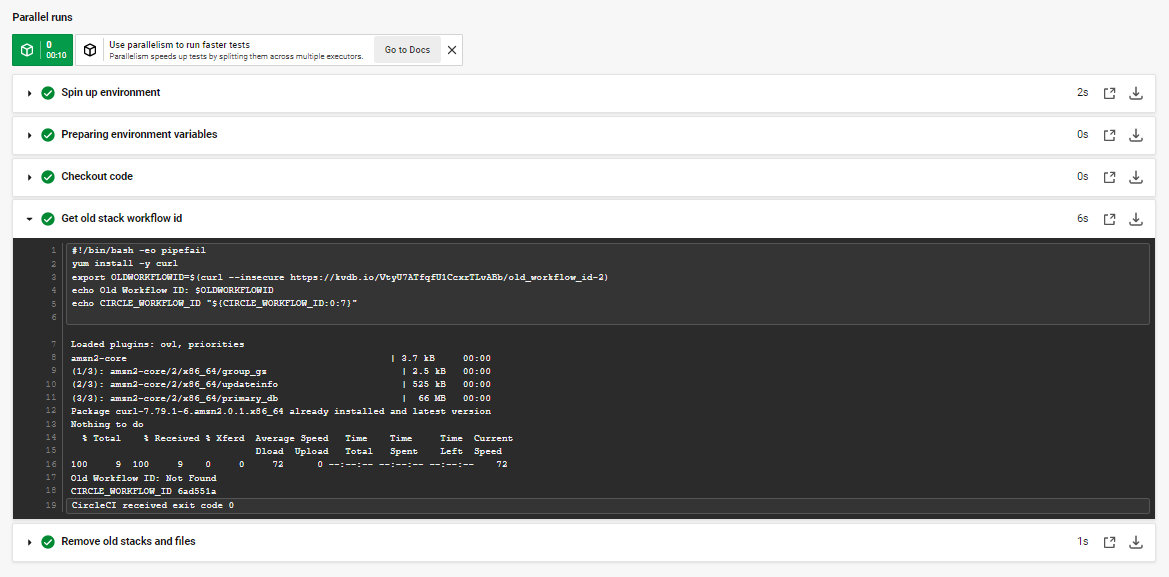 Parallel runs
0
00:10
Use parallelism to run faster tests
Parallelism speeds up tests by splitting them across multiple executors.
Go to Docs
Spin up environment 2s
Preparing environment variables 0s
Checkout code 0s
Get old stack workflow id 6s
1 #!/bin/bash -eo pipefail
2 yum install -y curl
3 export OLDWORKFLOWID=$(curl --insecure https://kvdb.io/VtyU7ATfqfU1CcxrTLvABb/old_workflow_id-2)
4 echo Old Workflow ID: $OLDWORKFLOWID
5 echo CIRCLE_WORKFLOW_ID "${CIRCLE_WORKFLOW_ID:0:7}"
6
7 Loaded plugins: ovl, priorities
8 amzn2-core | 3.7 kB 00:00
9 (1/3): amzn2-core/2/x86_64/group_gz | 2.5 kB 00:00
10 (2/3): amzn2-core/2/x86_64/updateinfo | 525 kB 00:00
11 (3/3): amzn2-core/2/x86_64/primary_db | 66 MB 00:00
12 Package curl-7.79.1-6.amzn2.0.1.x86_64 already installed and latest version
13 Nothing to do
14 % Total % Received % Xferd Average Speed Time Time Time Current
15 Dload Upload Total Spent Left Speed
16 100 9 100 9 0 0 72 0 --:--:-- --:--:-- --:--:-- 72
17 Old Workflow ID: Not Found
18 CIRCLE_WORKFLOW_ID 6ad551a
19 CircleCI received exit code 0
Remove old stacks and files 1s